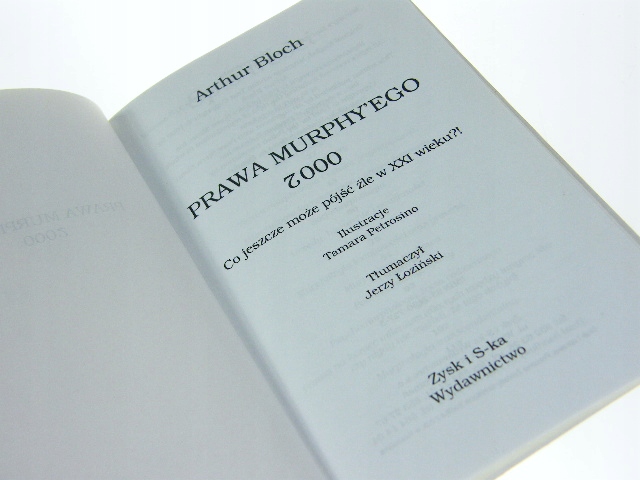 Arthur Bloch
PRAWA MURPHY'EGO
2000
Co jeszcze może pójść źle w XXI wieku?!
Ilustracje
Tamara Petrosino
Tłumaczył
Jerzy Łoziński
Zysk i S-ka
Wydawnictwo